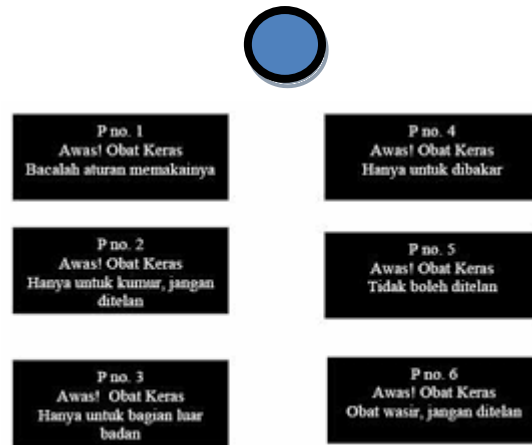 P no. 1
Awas! Obat Keras
Bacalah aturan memakainya
P no. 2
Awas! Obat Keras
Hanya untuk kumur, jangan
ditelan
P no. 3
Awas! Obat Keras
Hanya untuk bagian luar
badan
P no. 4
Awas! Obat Keras
Hanya untuk dibakar
P no. 5
Awas! Obat Keras
Tidak boleh ditelan
P no. 6
Awas! Obat Keras
Obat wasir, jangan ditelan